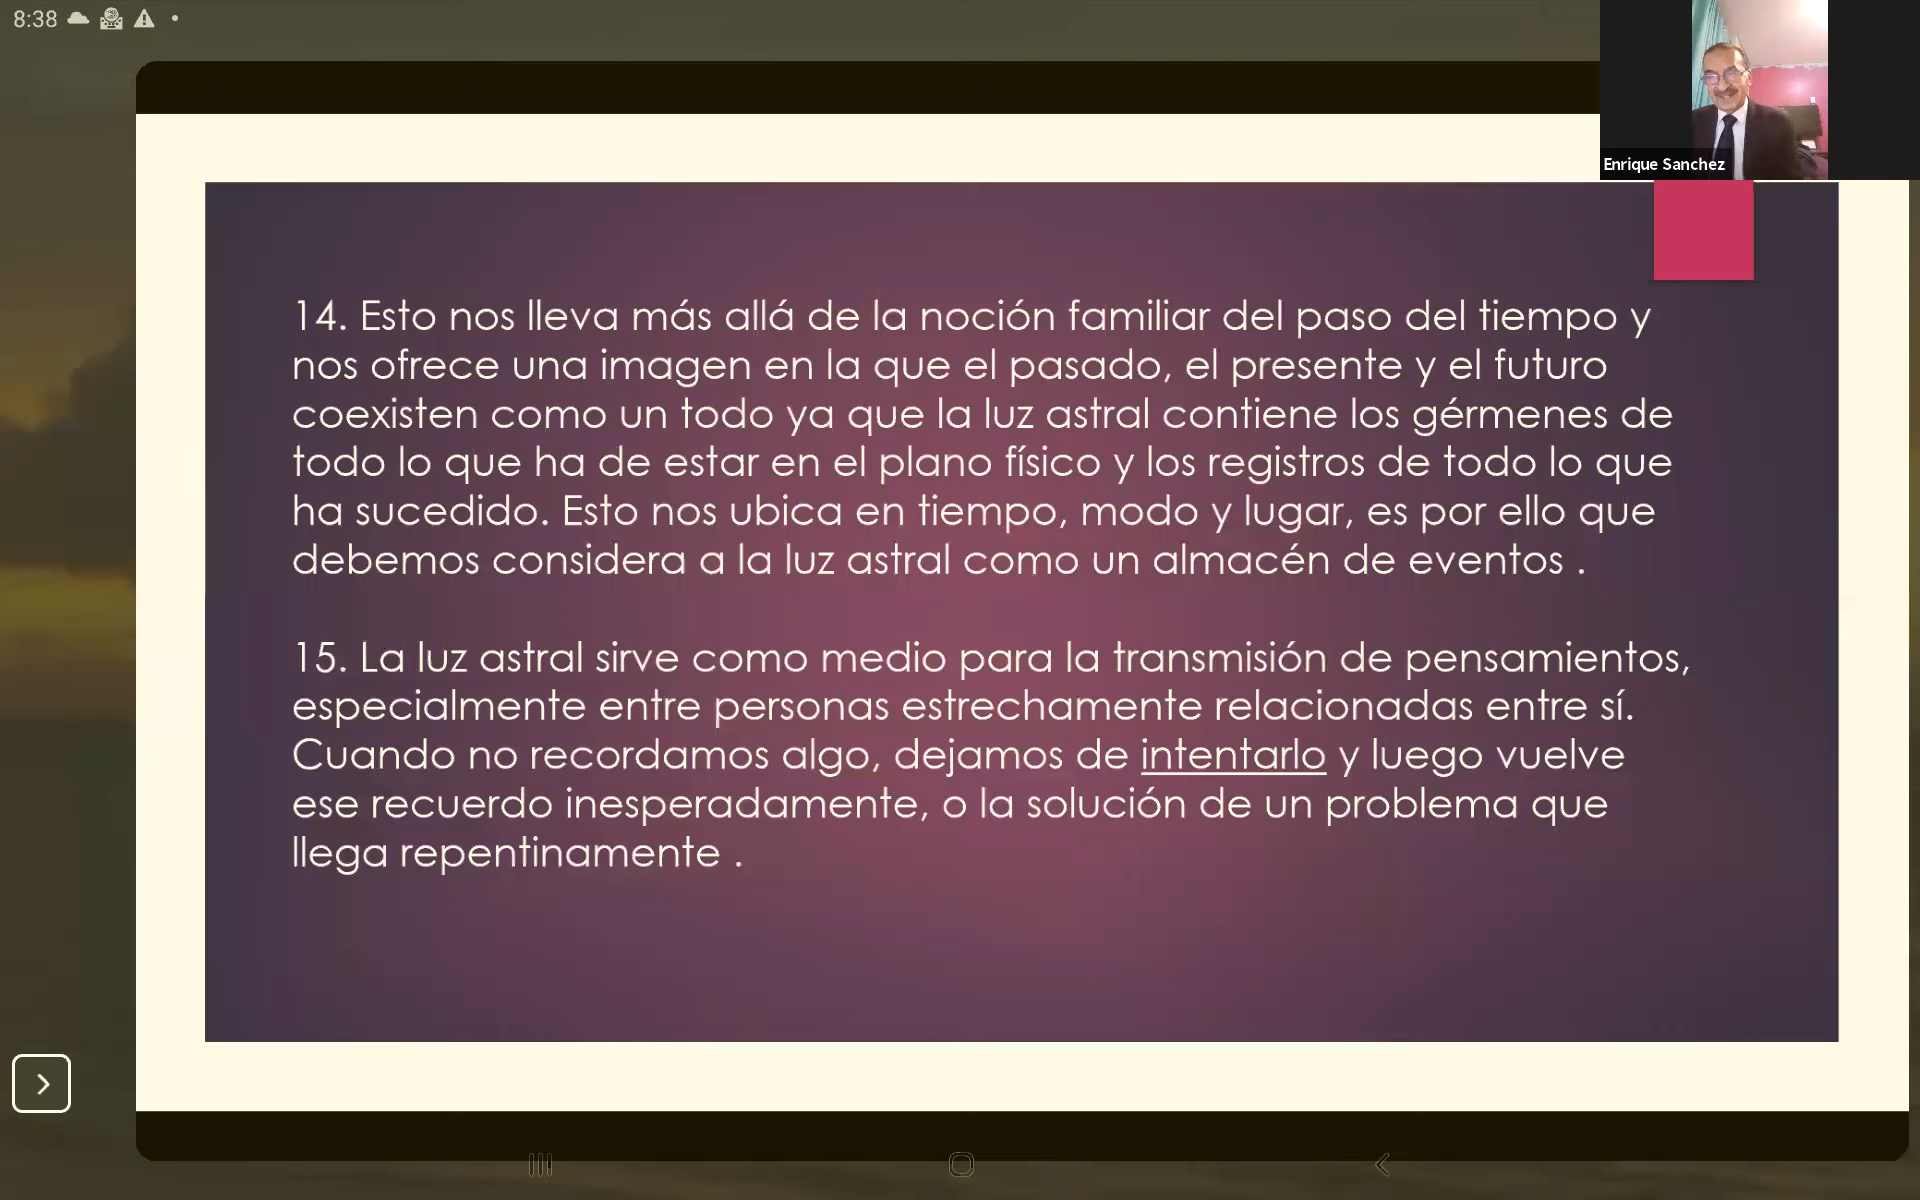 8:38
Enrique Sanchez
14. Esto nos lleva más allá de la noción familiar del paso del tiempo y
nos ofrece una imagen en la que el pasado, el presente y el futuro
coexisten como un todo ya que la luz astral contiene los gérmenes de
todo lo que ha de estar en el plano físico y los registros de todo lo que
ha sucedido. Esto nos ubica en tiempo, modo y lugar, es por ello que
debemos considera a la luz astral como un almacén de eventos .
15. La luz astral sirve como medio para la transmisión de pensamientos,
especialmente entre personas estrechamente relacionadas entre sí.
Cuando no recordamos algo, dejamos de intentarlo y luego vuelve
ese recuerdo inesperadamente, o la solución de un problema que
llega repentinamente .